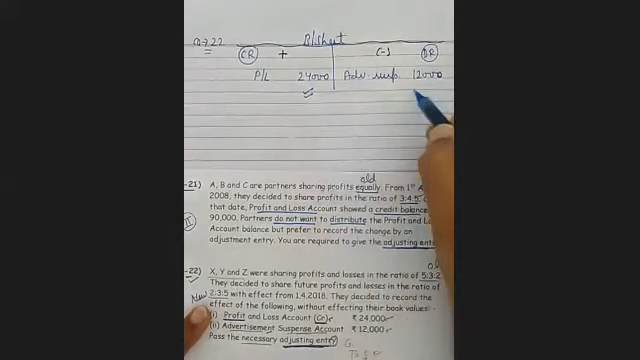 Q→22 B/Sheet
CR + (-) DR
P/L 24000 Adv. susp. 12000
old
-21) A, B and C are partners sharing profits equally. From 1st A
2008, they decided to share profits in the ratio of 3:4:5.
that date, Profit and Loss Account showed a credit balance
II 90,000. Partners do not want to distribute the Profit and Lo
Account balance but prefer to record the change by an
adjustment entry. You are required to give the adjusting entr
-22) X, Y and Z were sharing profits and losses in the ratio of 5:3:2
New They decided to share future profits and losses in the ratio of
2:3:5 with effect from 1.4.2018. They decided to record the
effect of the following, without effecting their book values:-
(i) Profit and Loss Account (Cr) ₹ 24,000
(ii) Advertisement Suspense Account ₹ 12,000
Pass the necessary adjusting entry